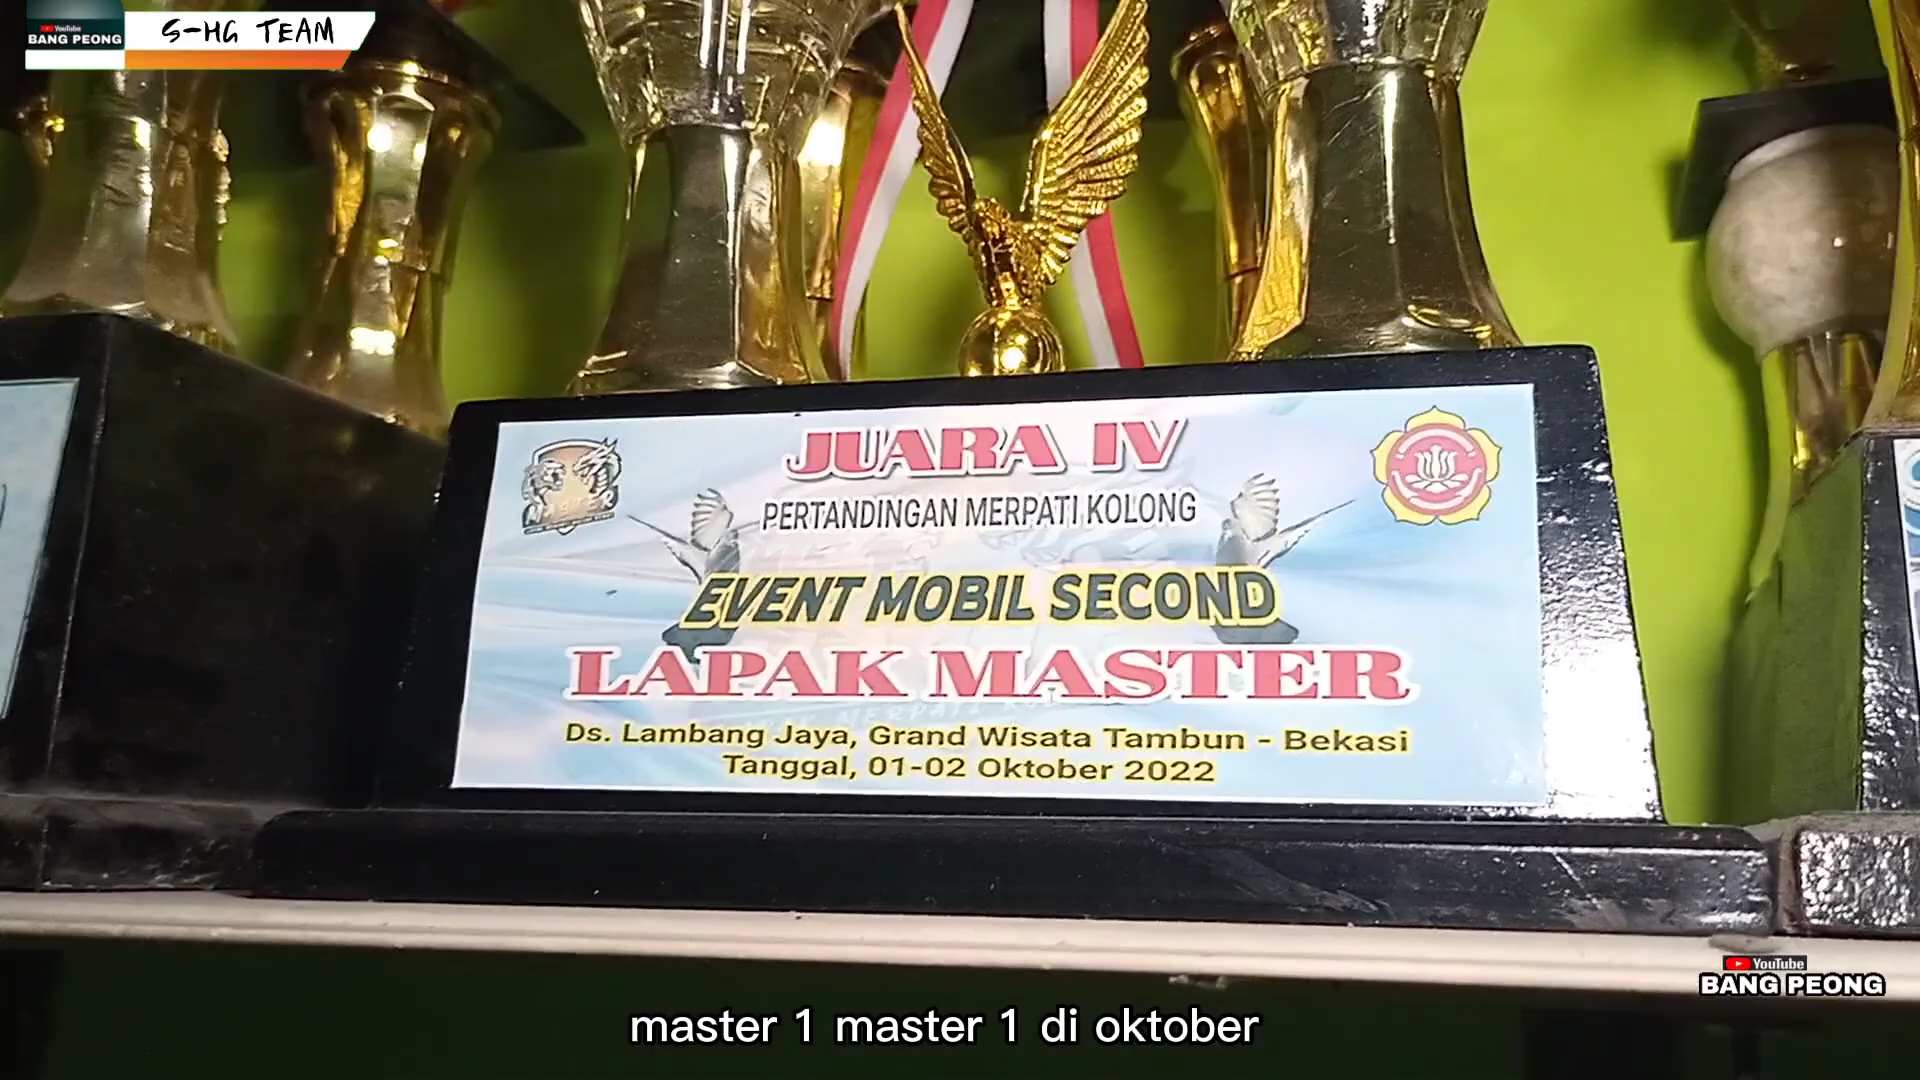 YouTube
BANG PEONG
S-HG TEAM
JUARA IV
PERTANDINGAN MERPATI KOLONG
EVENT MOBIL SECOND
LAPAK MASTER
Ds. Lambang Jaya, Grand Wisata Tambun - Bekasi
Tanggal, 01-02 Oktober 2022
YouTube
BANG PEONG
master 1 master 1 di oktober